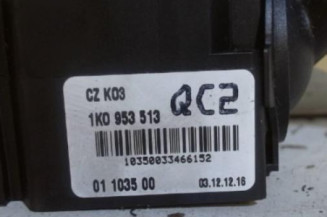 CZ K03
QC2
1K0 953 513
10350033466152
01 1035 00
03.12.12.16